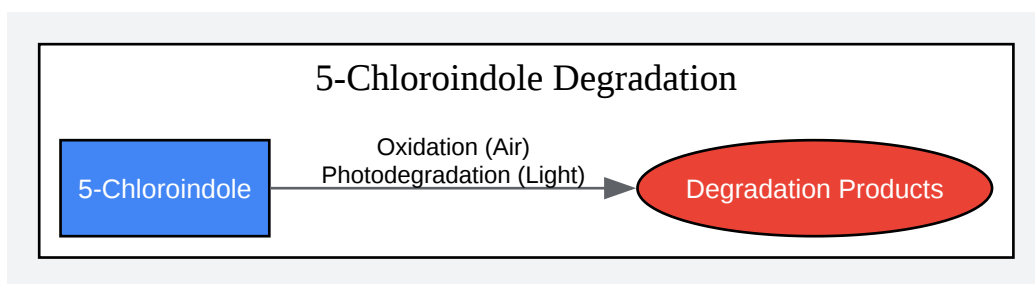 5-Chloroindole Degradation
Oxidation (Air)
Photodegradation (Light)
5-Chloroindole
Degradation Products